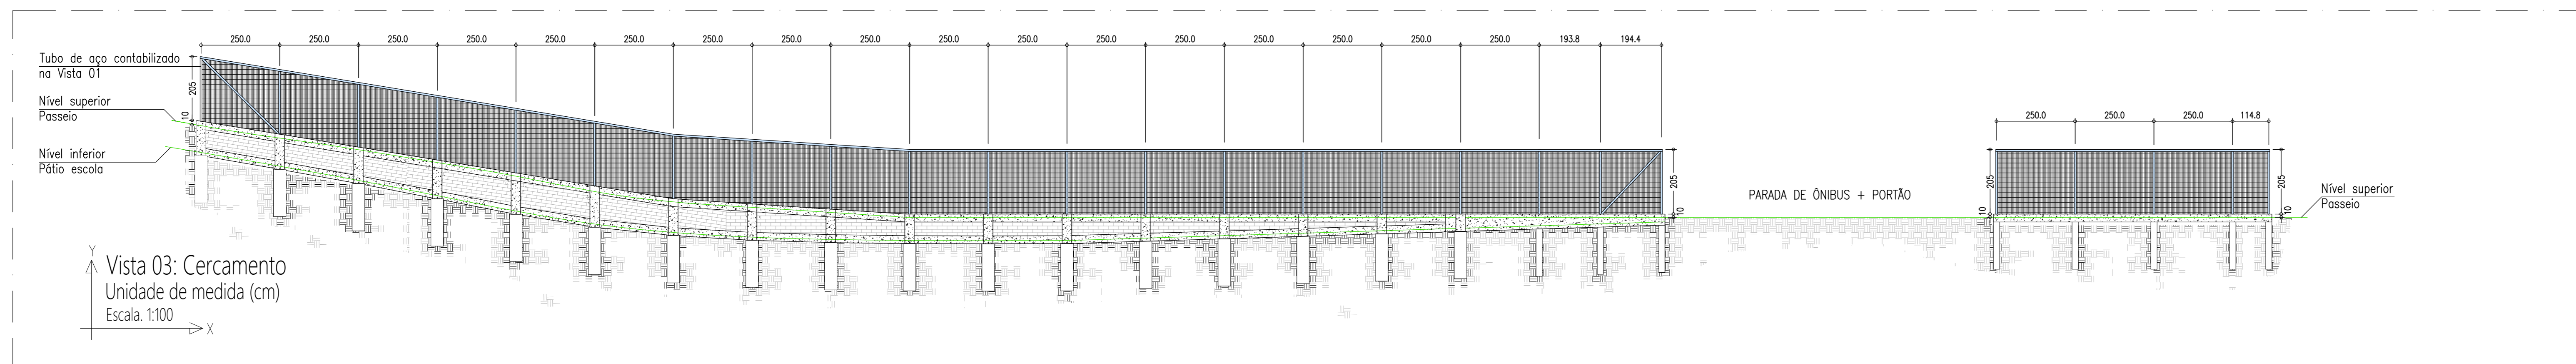 250.0 250.0 250.0 250.0 250.0 250.0 250.0 250.0 250.0 250.0 250.0 250.0 250.0 250.0 250.0 250.0 250.0 193.8 194.4
Tubo de aço contabilizado
na Vista 01
205
10
Nível superior
Passeio
Nível inferior
Pátio escola
205
10
PARADA DE ÔNIBUS + PORTÃO
250.0 250.0 250.0 114.8
205
10
205
10
Nível superior
Passeio
Y
Vista 03: Cercamento
Unidade de medida (cm)
Escala. 1:100
X